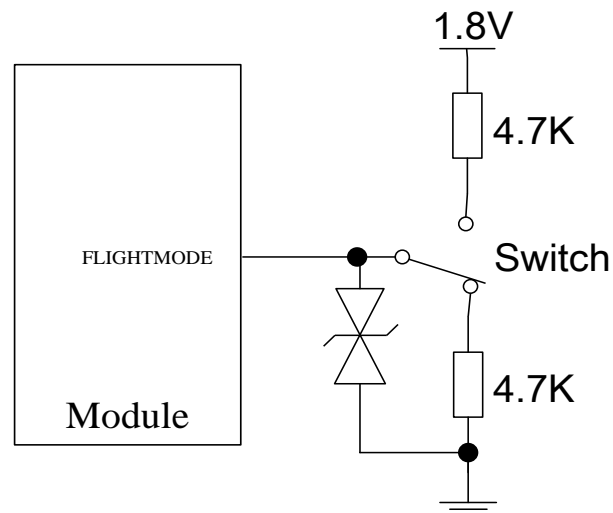 1.8V
4.7K
FLIGHTMODE
Switch
4.7K
Module